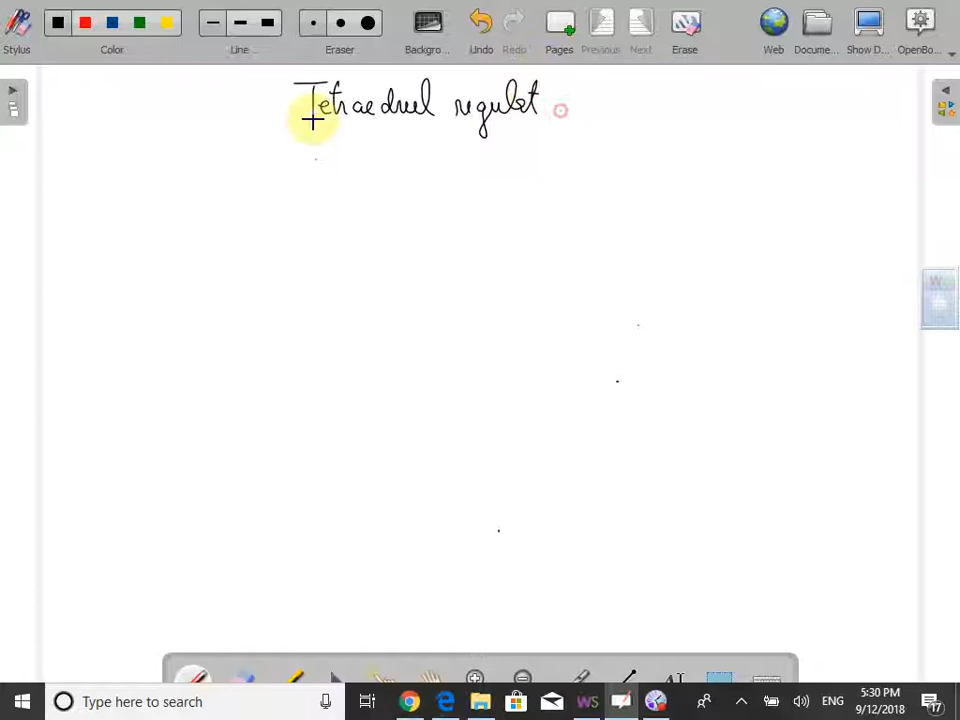 Stylus
Color
Line...
Eraser
Backgro...
Undo
Redo
Pages
Previous
Next
Erase
Web
Docume...
Show D...
OpenBo...
Tetraedrul regulat
Type here to search
ENG
5:30 PM
9/12/2018
17